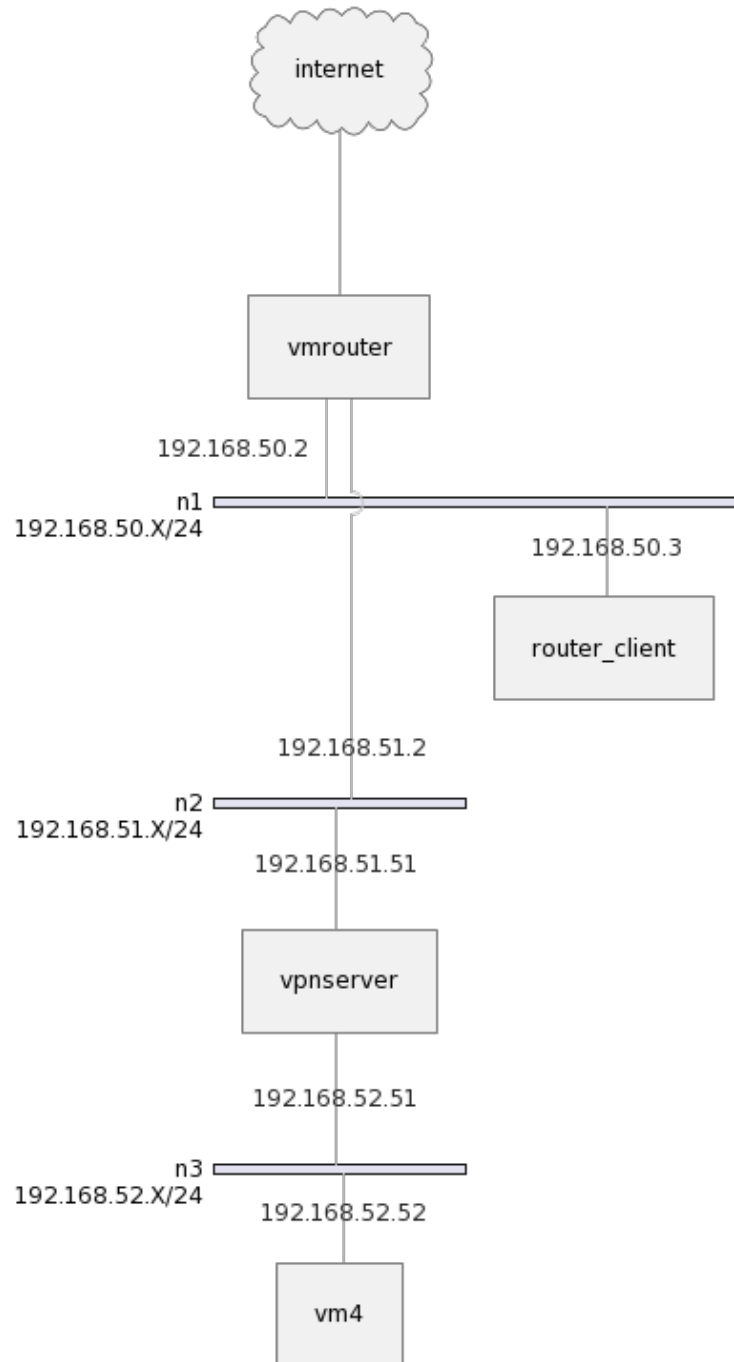 internet
vmrouter
192.168.50.2
n1
192.168.50.X/24
192.168.50.3
router_client
192.168.51.2
n2
192.168.51.X/24
192.168.51.51
vpnserver
192.168.52.51
n3
192.168.52.X/24
192.168.52.52
vm4